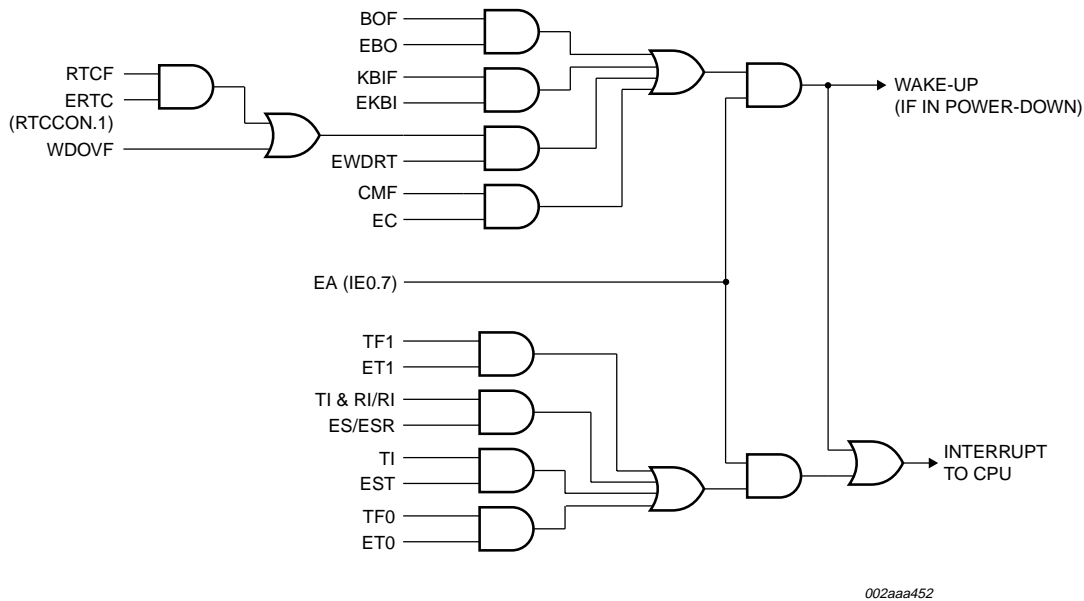 BOF
EBO
RTCF
ERTC
(RTCCON.1)
WDOVF
KBIF
EKBI
EWDRT
CMF
EC
WAKE-UP
(IF IN POWER-DOWN)
EA (IE0.7)
TF1
ET1
TI & RI/RI
ES/ESR
TI
EST
TF0
ET0
INTERRUPT
TO CPU
002aaa452